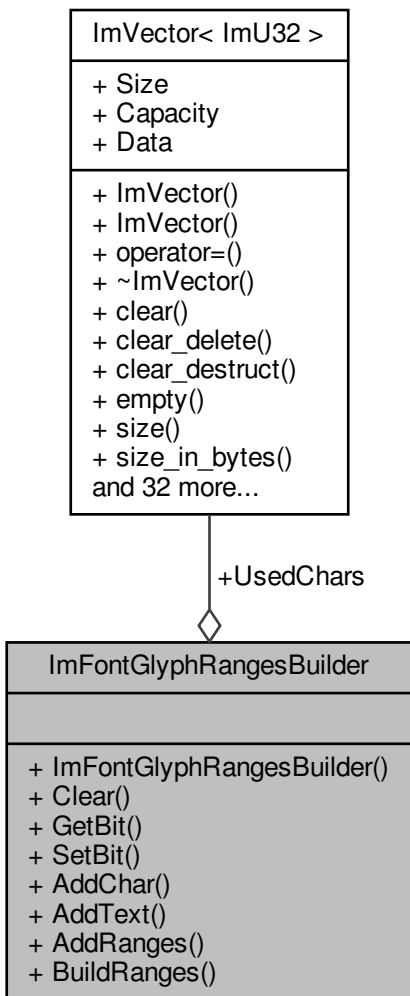 ImVector< ImU32 >
+ Size
+ Capacity
+ Data
+ ImVector()
+ ImVector()
+ operator=()
+ ~ImVector()
+ clear()
+ clear_delete()
+ clear_destruct()
+ empty()
+ size()
+ size_in_bytes()
and 32 more...
+UsedChars
ImFontGlyphRangesBuilder
+ ImFontGlyphRangesBuilder()
+ Clear()
+ GetBit()
+ SetBit()
+ AddChar()
+ AddText()
+ AddRanges()
+ BuildRanges()